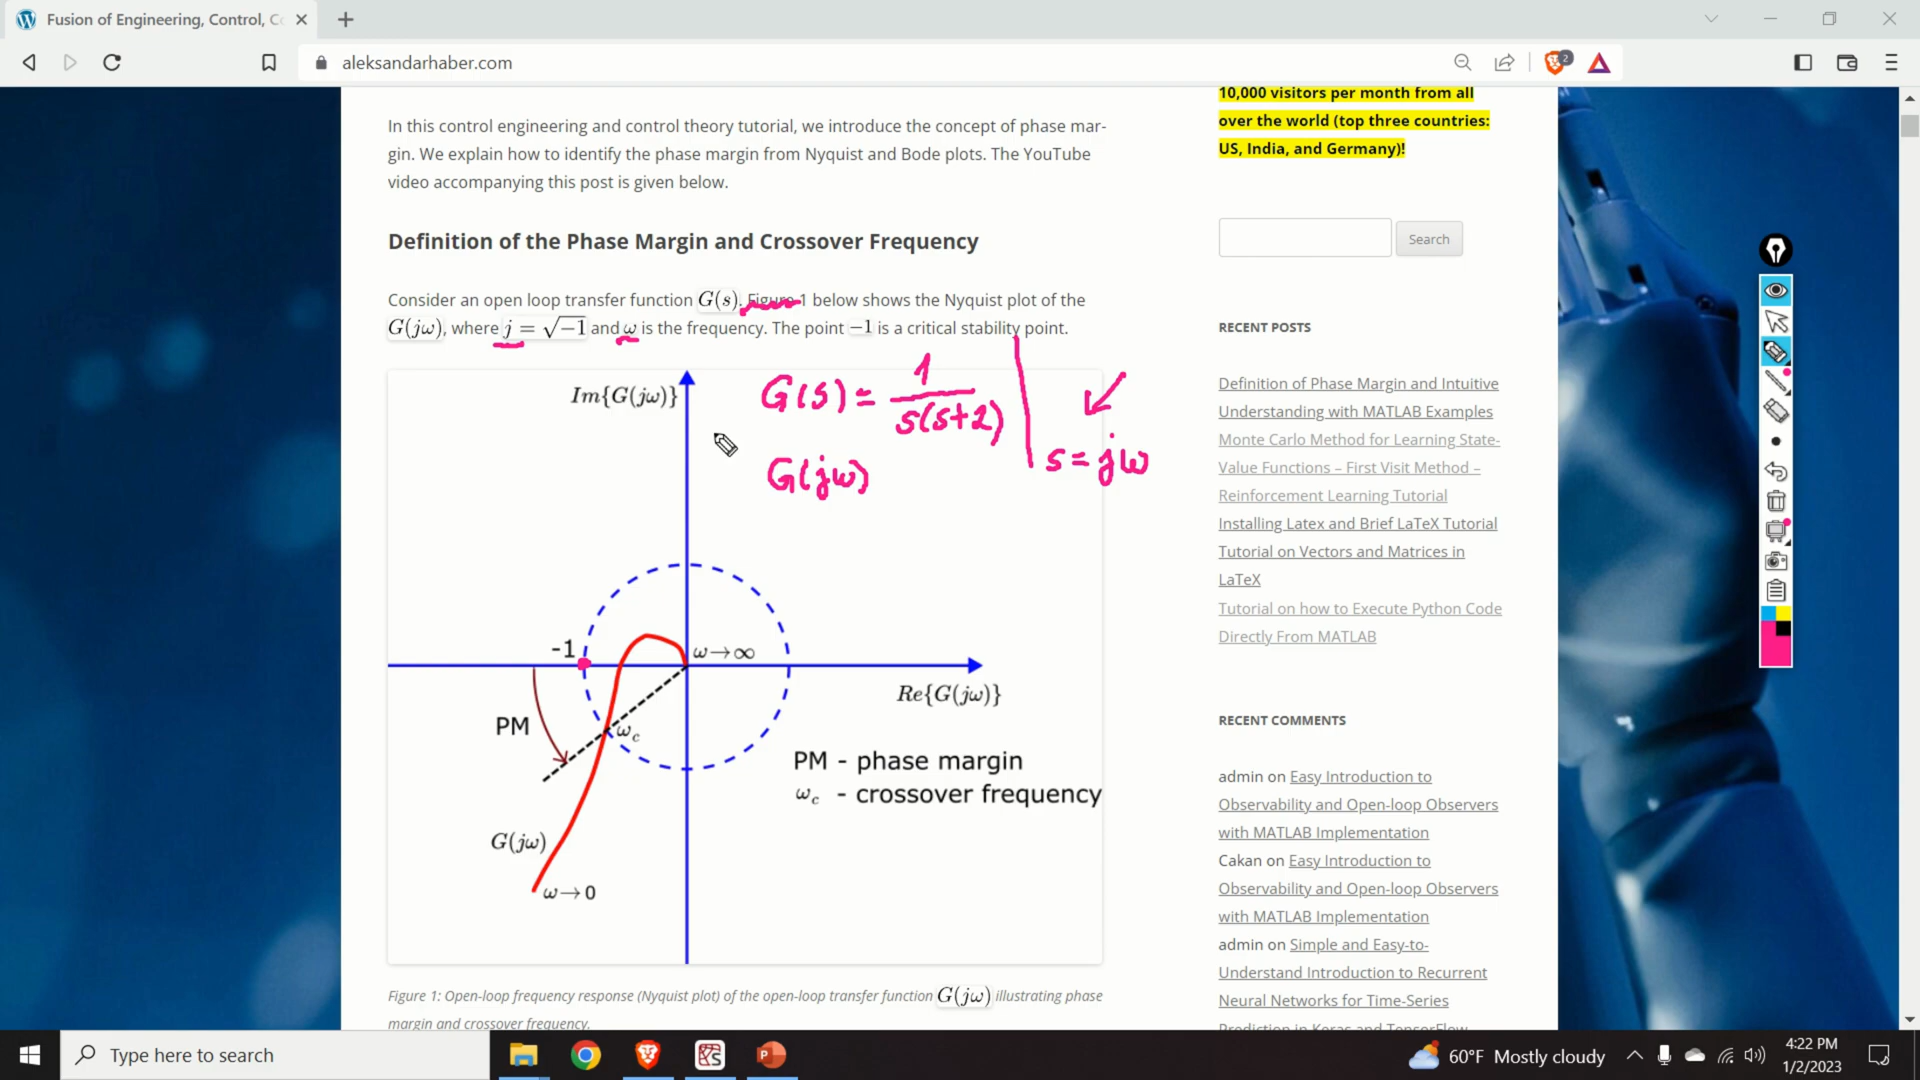 Fusion of Engineering, Control, Co
aleksandarhaber.com
2
In this control engineering and control theory tutorial, we introduce the concept of phase mar-
gin. We explain how to identify the phase margin from Nyquist and Bode plots. The YouTube
video accompanying this post is given below.
Definition of the Phase Margin and Crossover Frequency
Consider an open loop transfer function G(s). Figure 1 below shows the Nyquist plot of the
G(jω), where j = √−1 and ω is the frequency. The point −1 is a critical stability point.
Im{G(jω)}
G(s) = 1/s(s+2) | s = jω
G(jω)
-1
ω→∞
Re{G(jω)}
PM
ω_c
PM - phase margin
ω_c - crossover frequency
G(jω)
ω→0
Figure 1: Open-loop frequency response (Nyquist plot) of the open-loop transfer function G(jω) illustrating phase
margin and crossover frequency.
10,000 visitors per month from all
over the world (top three countries:
US, India, and Germany)!
Search
RECENT POSTS
Definition of Phase Margin and Intuitive
Understanding with MATLAB Examples
Monte Carlo Method for Learning State-
Value Functions – First Visit Method –
Reinforcement Learning Tutorial
Installing Latex and Brief LaTeX Tutorial
Tutorial on Vectors and Matrices in
LaTeX
Tutorial on how to Execute Python Code
Directly From MATLAB
RECENT COMMENTS
admin on Easy Introduction to
Observability and Open-loop Observers
with MATLAB Implementation
Cakan on Easy Introduction to
Observability and Open-loop Observers
with MATLAB Implementation
admin on Simple and Easy-to-
Understand Introduction to Recurrent
Neural Networks for Time-Series
Prediction in Keras and TensorFlow
Type here to search
60°F Mostly cloudy
4:22 PM
1/2/2023